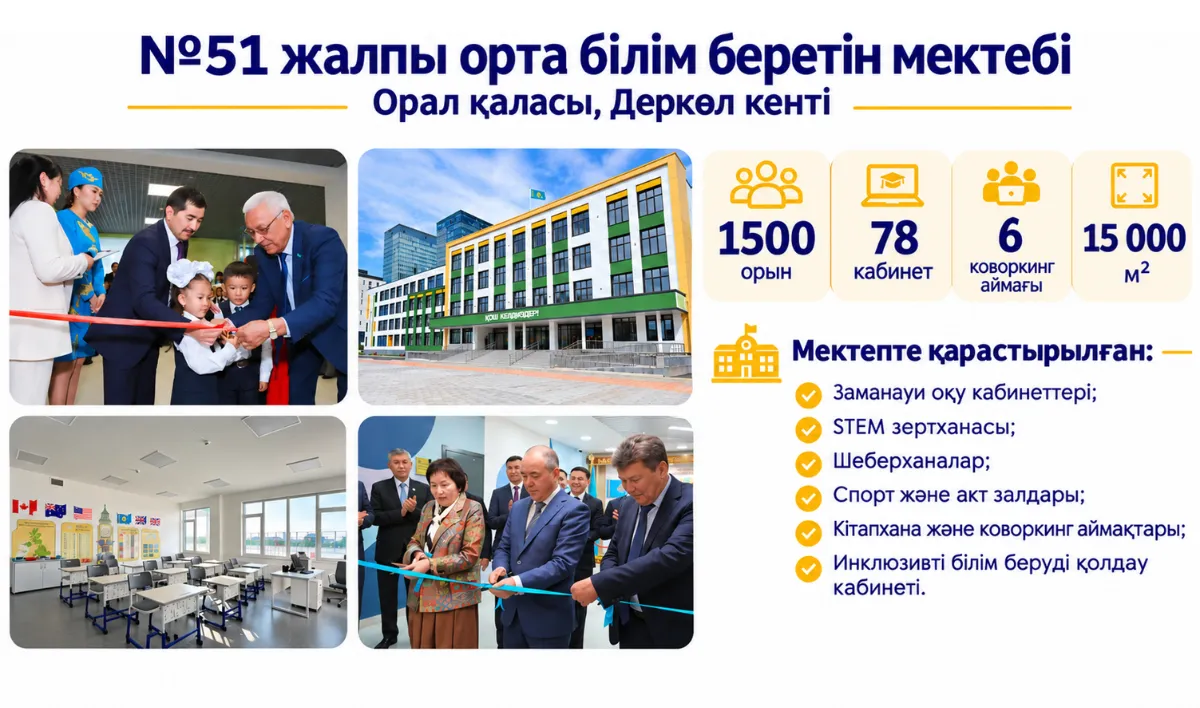 №51 жалпы орта білім беретін мектебі
Орал қаласы, Деркөл кенті
ҚОШ КЕЛДІҢІЗДЕР!
1500
орын
78
кабинет
6
коворкинг
аймағы
15 000
м²
Мектепте қарастырылған:
Заманауи оқу кабинеттері;
STEM зертханасы;
Шеберханалар;
Спорт және акт залдары;
Кітапхана және коворкинг аймақтары;
Инклюзивті білім беруді қолдау
кабинеті.